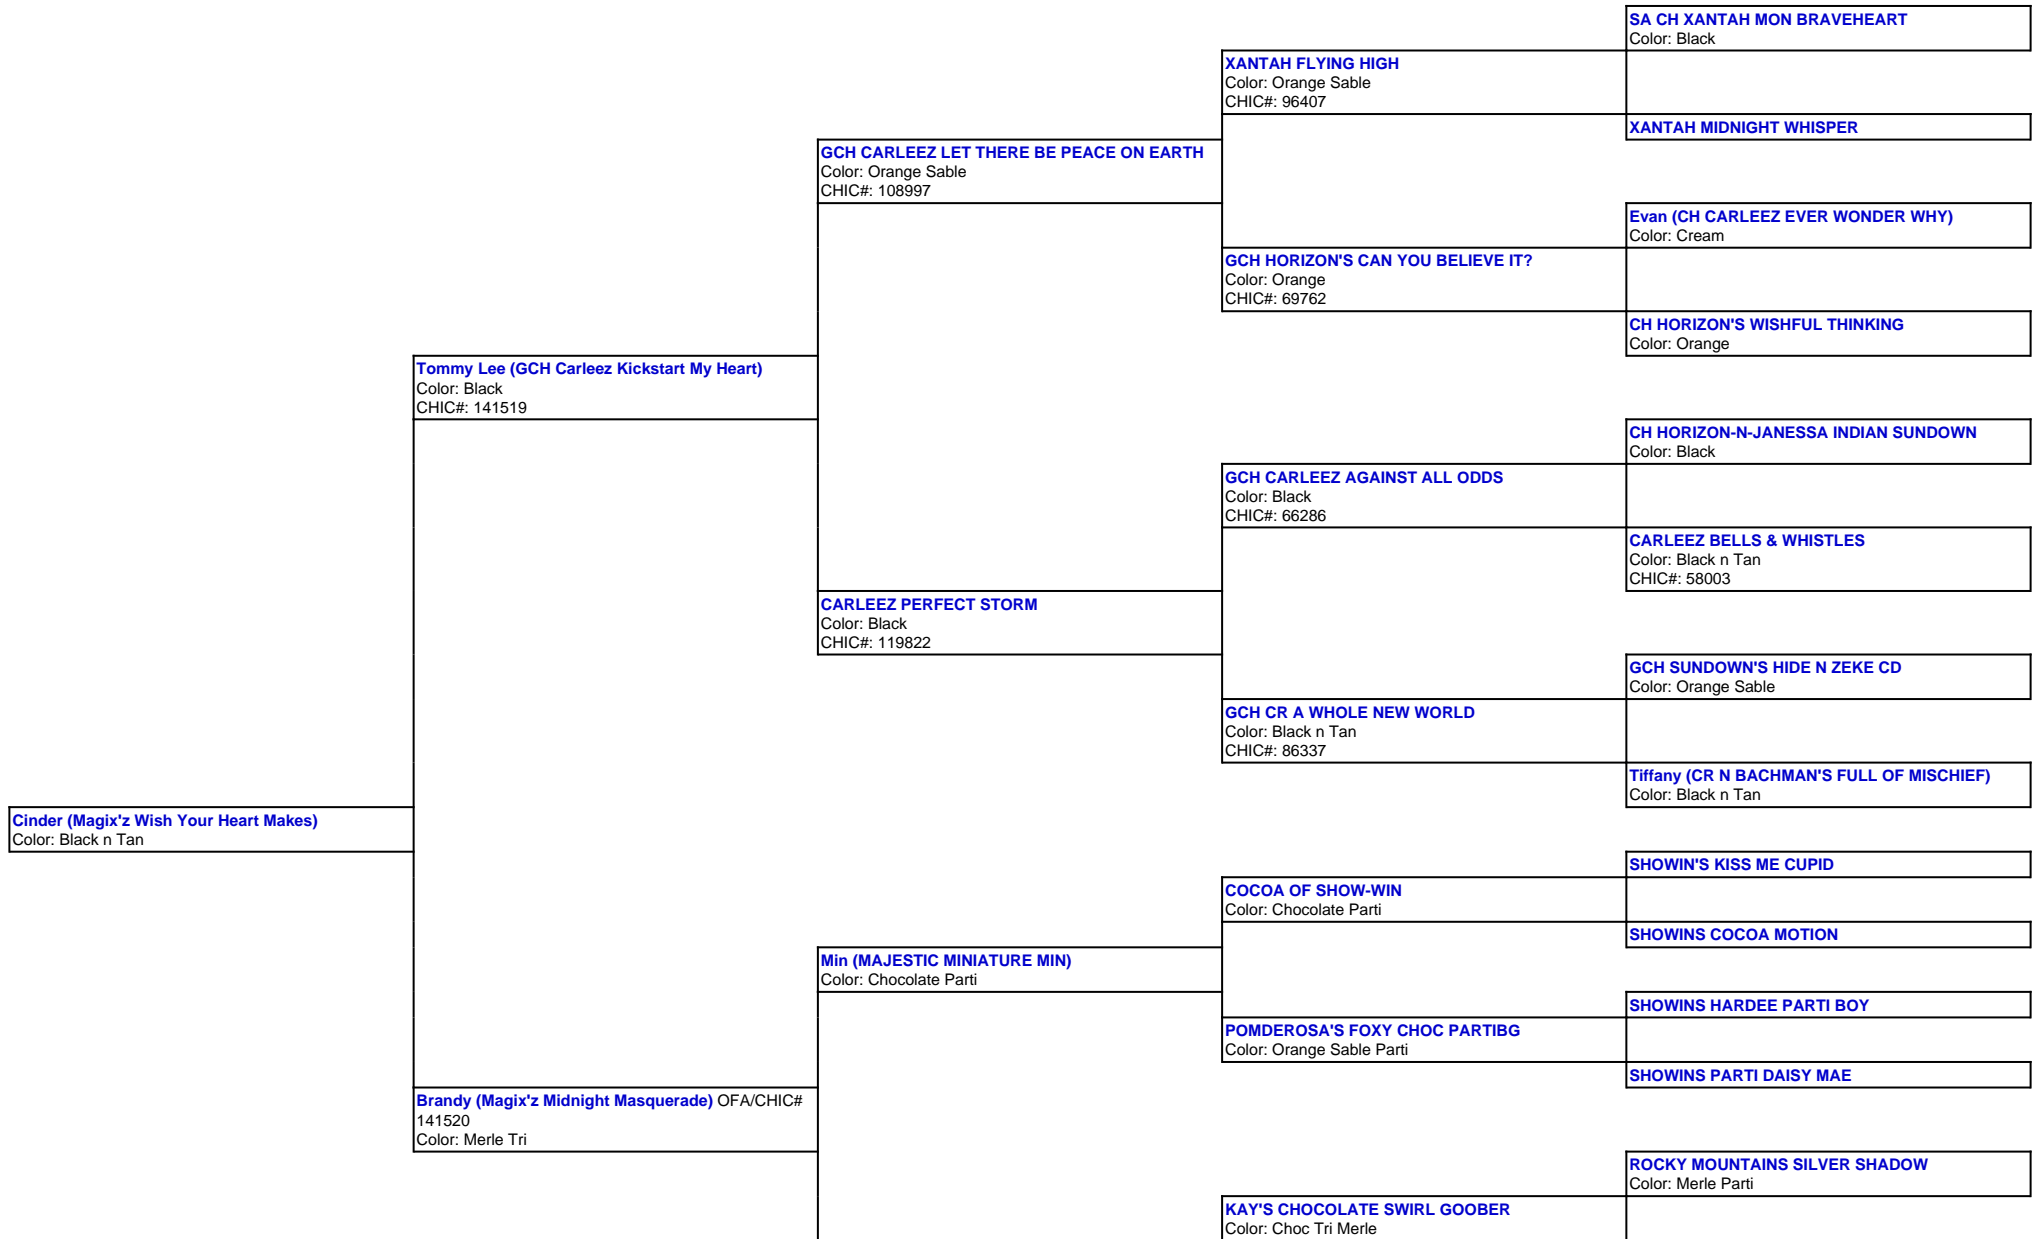 SA CH XANTAH MON BRAVEHEART
Color: Black
XANTAH FLYING HIGH
Color: Orange Sable
CHIC#: 96407
XANTAH MIDNIGHT WHISPER
GCH CARLEEZ LET THERE BE PEACE ON EARTH
Color: Orange Sable
CHIC#: 108997
Evan (CH CARLEEZ EVER WONDER WHY)
Color: Cream
GCH HORIZON'S CAN YOU BELIEVE IT?
Color: Orange
CHIC#: 69762
CH HORIZON'S WISHFUL THINKING
Color: Orange
Tommy Lee (GCH Carleez Kickstart My Heart)
Color: Black
CHIC#: 141519
CH HORIZON-N-JANESSA INDIAN SUNDOWN
Color: Black
GCH CARLEEZ AGAINST ALL ODDS
Color: Black
CHIC#: 66286
CARLEEZ BELLS & WHISTLES
Color: Black n Tan
CHIC#: 58003
CARLEEZ PERFECT STORM
Color: Black
CHIC#: 119822
GCH SUNDOWN'S HIDE N ZEKE CD
Color: Orange Sable
GCH CR A WHOLE NEW WORLD
Color: Black n Tan
CHIC#: 86337
Tiffany (CR N BACHMAN'S FULL OF MISCHIEF)
Color: Black n Tan
Cinder (Magix'z Wish Your Heart Makes)
Color: Black n Tan
SHOWIN'S KISS ME CUPID
COCOA OF SHOW-WIN
Color: Chocolate Parti
SHOWINS COCOA MOTION
Min (MAJESTIC MINIATURE MIN)
Color: Chocolate Parti
SHOWINS HARDEE PARTI BOY
POMDEROSA'S FOXY CHOC PARTIBG
Color: Orange Sable Parti
SHOWINS PARTI DAISY MAE
Brandy (Magix'z Midnight Masquerade) OFA/CHIC#
141520
Color: Merle Tri
ROCKY MOUNTAINS SILVER SHADOW
Color: Merle Parti
KAY'S CHOCOLATE SWIRL GOOBER
Color: Choc Tri Merle